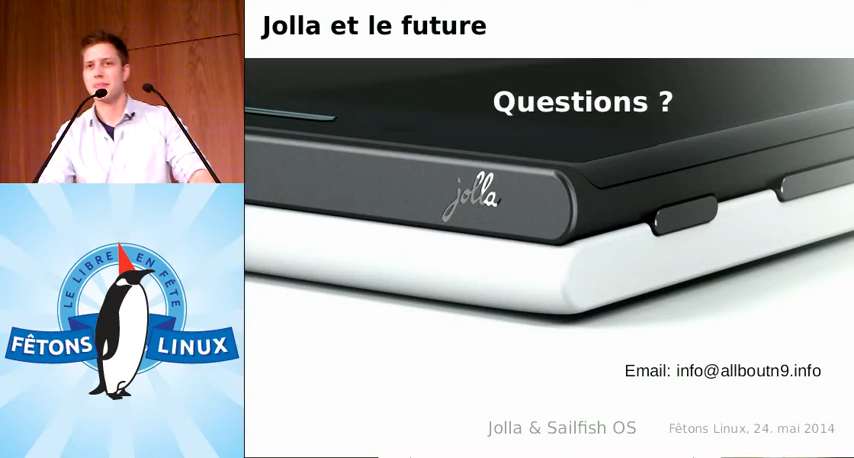 Jolla et le future
Questions ?
jolla
LE LIBRE EN FÊTE
FÊTONS LINUX
Email: info@allboutn9.info
Jolla & Sailfish OS
Fêtons Linux, 24. mai 2014